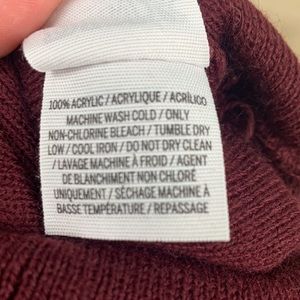 100% ACRYLIC / ACRYLIQUE / ACRÍLICO
MACHINE WASH COLD / ONLY
NON-CHLORINE BLEACH / TUMBLE DRY
LOW / COOL IRON / DO NOT DRY CLEAN
/ LAVAGE MACHINE À FROID / AGENT
DE BLANCHIMENT NON CHLORÉ
UNIQUEMENT / SÉCHAGE MACHINE À
BASSE TEMPÉRATURE / REPASSAGE